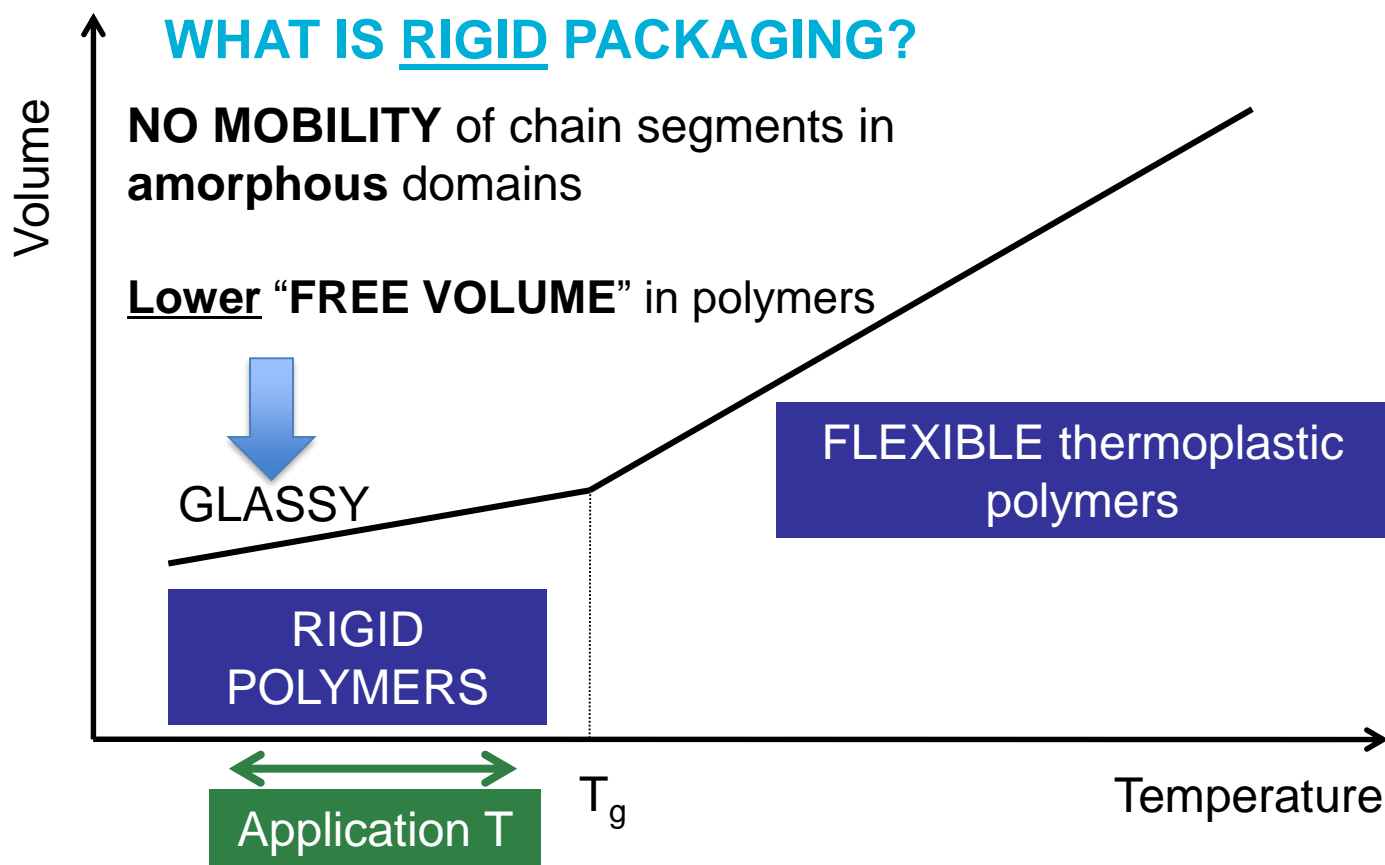 WHAT IS RIGID PACKAGING?
Volume
NO MOBILITY of chain segments in
amorphous domains
Lower “FREE VOLUME” in polymers
GLASSY
FLEXIBLE thermoplastic
polymers
RIGID
POLYMERS
Tg
Temperature
Application T